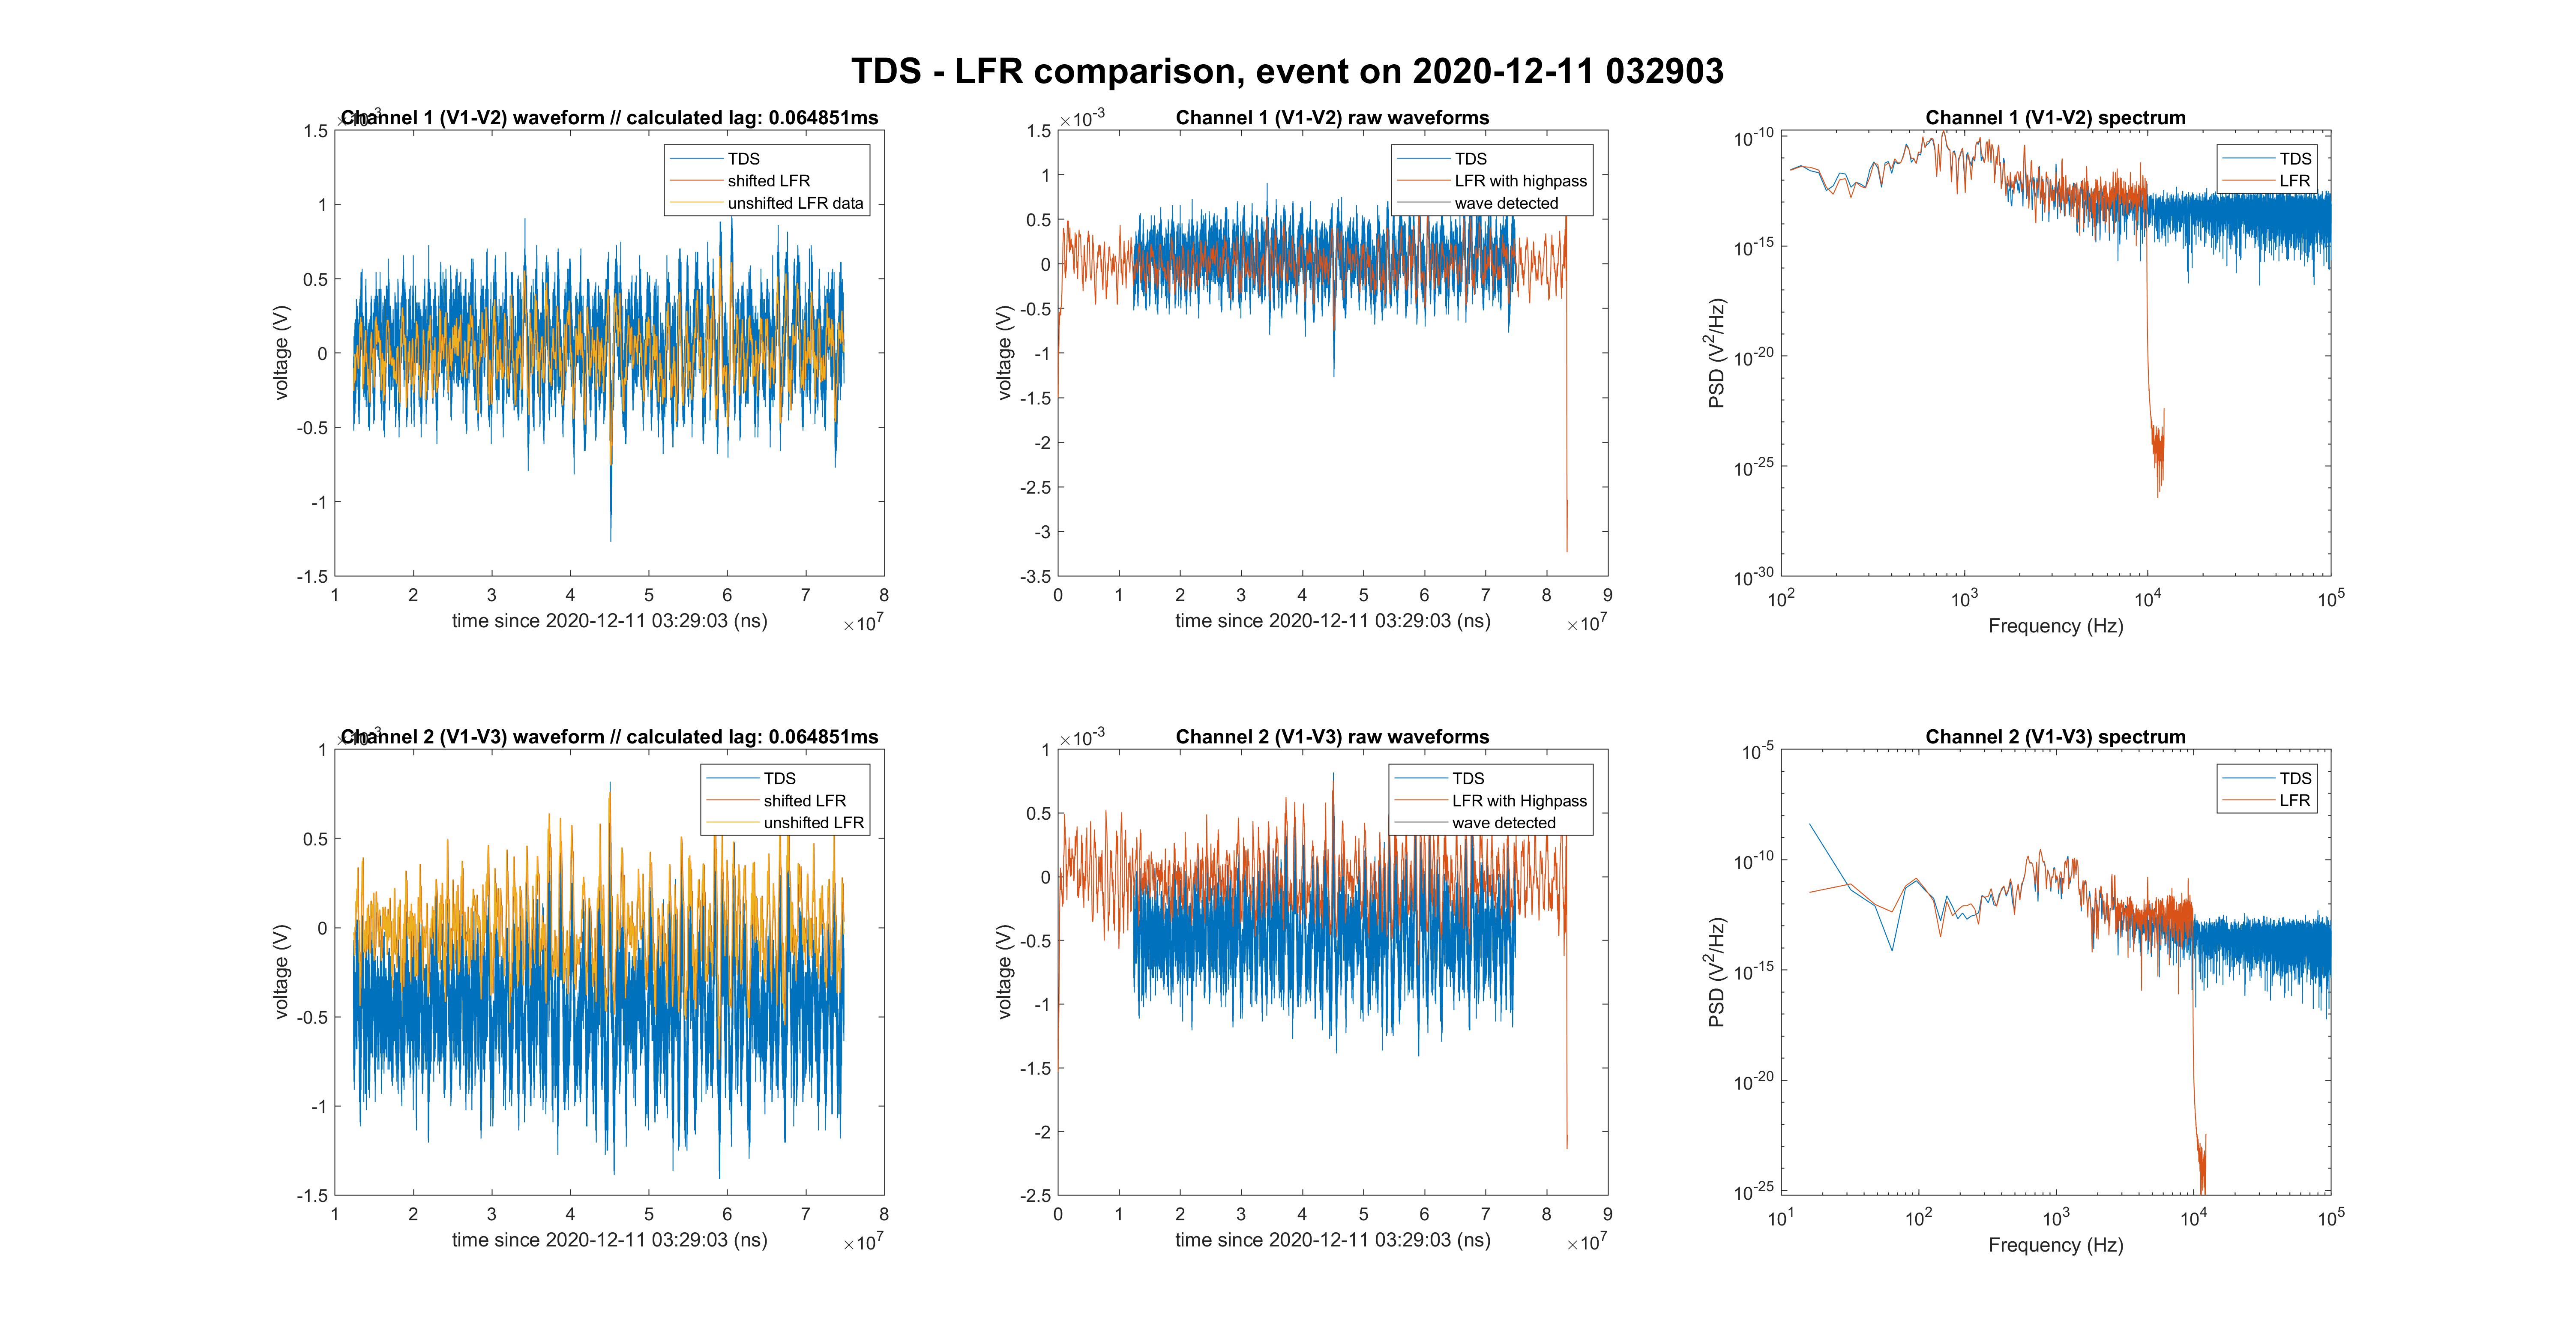 TDS - LFR comparison, event on 2020-12-11 032903
Channel 1 (V1-V2) waveform // calculated lag: 0.064851ms
TDS
shifted LFR
unshifted LFR data
1.5
1
0.5
0
-0.5
-1
-1.5
voltage (V)
1 2 3 4 5 6 7 8
time since 2020-12-11 03:29:03 (ns)
×10^7
Channel 1 (V1-V2) raw waveforms
×10^-3
TDS
LFR with highpass
wave detected
1.5
1
0.5
0
-0.5
-1
-1.5
-2
-2.5
-3
-3.5
voltage (V)
0 1 2 3 4 5 6 7 8 9
time since 2020-12-11 03:29:03 (ns)
×10^7
Channel 1 (V1-V2) spectrum
TDS
LFR
10^-10
10^-15
10^-20
10^-25
10^-30
PSD (V^2/Hz)
10^2 10^3 10^4 10^5
Frequency (Hz)
Channel 2 (V1-V3) waveform // calculated lag: 0.064851ms
TDS
shifted LFR
unshifted LFR
1
0.5
0
-0.5
-1
-1.5
voltage (V)
1 2 3 4 5 6 7 8
time since 2020-12-11 03:29:03 (ns)
×10^7
Channel 2 (V1-V3) raw waveforms
×10^-3
TDS
LFR with Highpass
wave detected
1
0.5
0
-0.5
-1
-1.5
-2
-2.5
voltage (V)
0 1 2 3 4 5 6 7 8 9
time since 2020-12-11 03:29:03 (ns)
×10^7
Channel 2 (V1-V3) spectrum
TDS
LFR
10^-5
10^-10
10^-15
10^-20
10^-25
PSD (V^2/Hz)
10^1 10^2 10^3 10^4 10^5
Frequency (Hz)